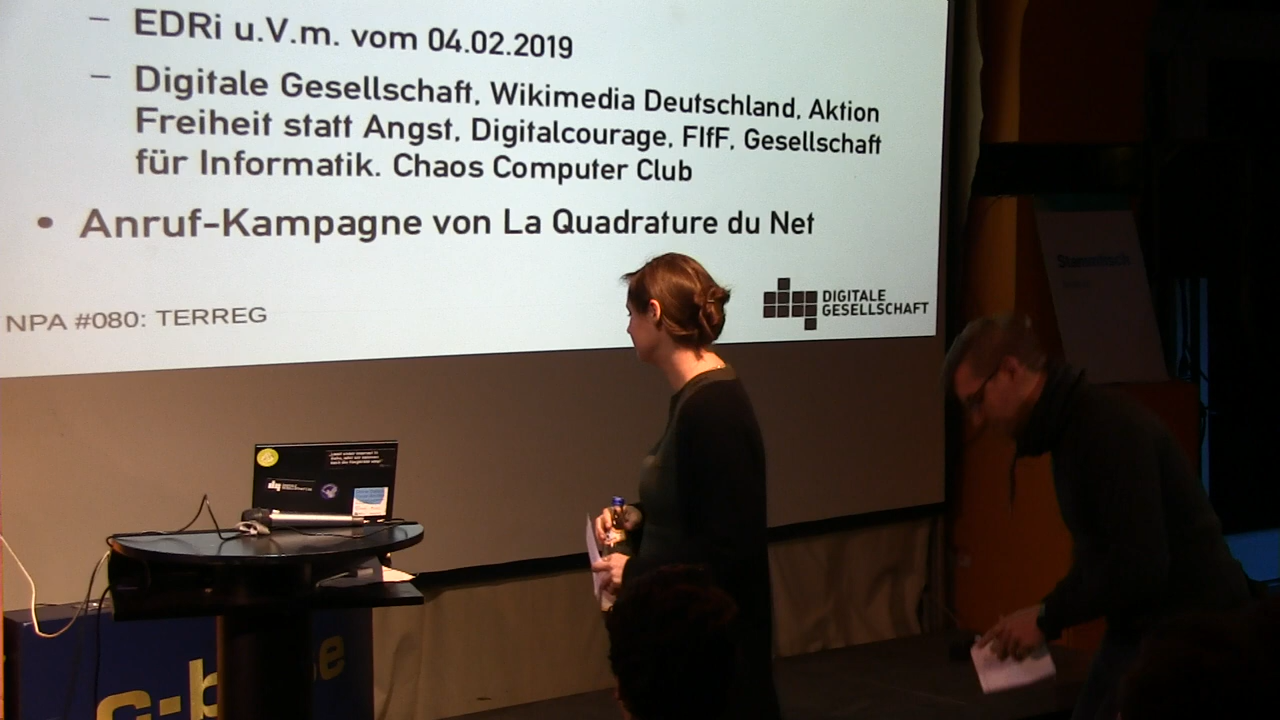 – EDRi u.V.m. vom 04.02.2019
– Digitale Gesellschaft, Wikimedia Deutschland, Aktion
Freiheit statt Angst, Digitalcourage, FIfF, Gesellschaft
für Informatik. Chaos Computer Club
• Anruf-Kampagne von La Quadrature du Net
DIGITALE
GESELLSCHAFT
NPA #080: TERREG